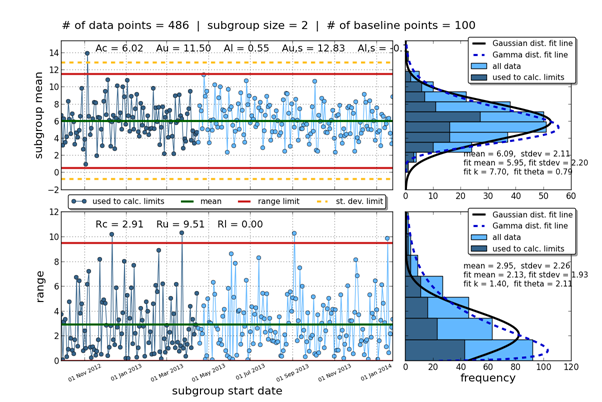 # of data points = 486 | subgroup size = 2 | # of baseline points = 100
Ac = 6.02 Au = 11.50 Al = 0.55 Au,s = 12.83 Al,s = -0.7
subgroup mean
14
12
10
8
6
4
2
0
−2
Gaussian dist. fit line
Gamma dist. fit line
all data
used to calc. limits
mean = 6.09, stdev = 2.11
fit mean = 5.95, fit stdev = 2.20
fit k = 7.70, fit theta = 0.79
0 10 20 30 40 50 60
used to calc. limits mean range limit st. dev. limit
Rc = 2.91 Ru = 9.51 Rl = 0.00
range
12
10
8
6
4
2
0
01 Nov 2012 01 Jan 2013 01 Mar 2013 01 May 2013 01 Jul 2013 01 Sep 2013 01 Nov 2013 01 Jan 2014
subgroup start date
Gaussian dist. fit line
Gamma dist. fit line
all data
used to calc. limits
mean = 2.95, stdev = 2.26
fit mean = 2.13, fit stdev = 1.93
fit k = 1.40, fit theta = 2.11
0 20 40 60 80 100 120
frequency